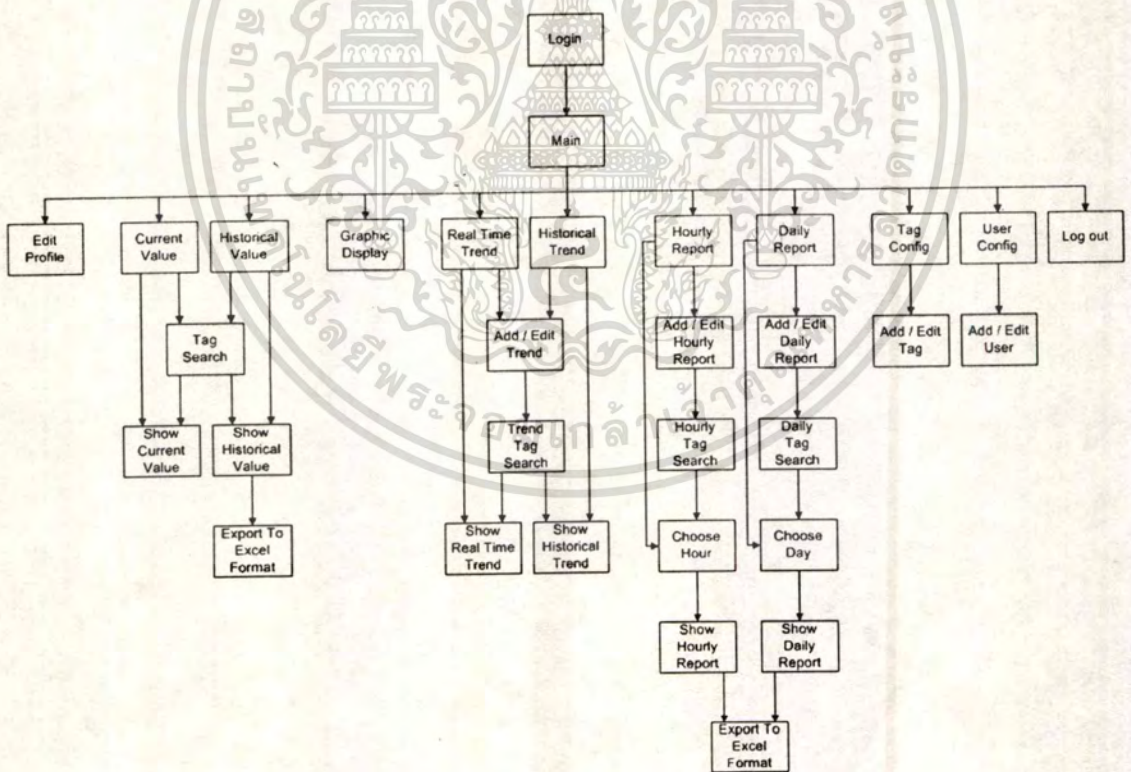 Login
Main
Edit
Profile
Current
Value
Historical
Value
Graphic
Display
Real Time
Trend
Historical
Trend
Hourly
Report
Daily
Report
Tag
Config
User
Config
Log out
Tag
Search
Add / Edit
Trend
Add / Edit
Hourly
Report
Add / Edit
Daily
Report
Add / Edit
Tag
Add / Edit
User
Show
Current
Value
Show
Historical
Value
Trend
Tag
Search
Hourly
Tag
Search
Daily
Tag
Search
Export To
Excel
Format
Show
Real Time
Trend
Show
Historical
Trend
Choose
Hour
Choose
Day
Show
Hourly
Report
Show
Daily
Report
Export To
Excel
Format